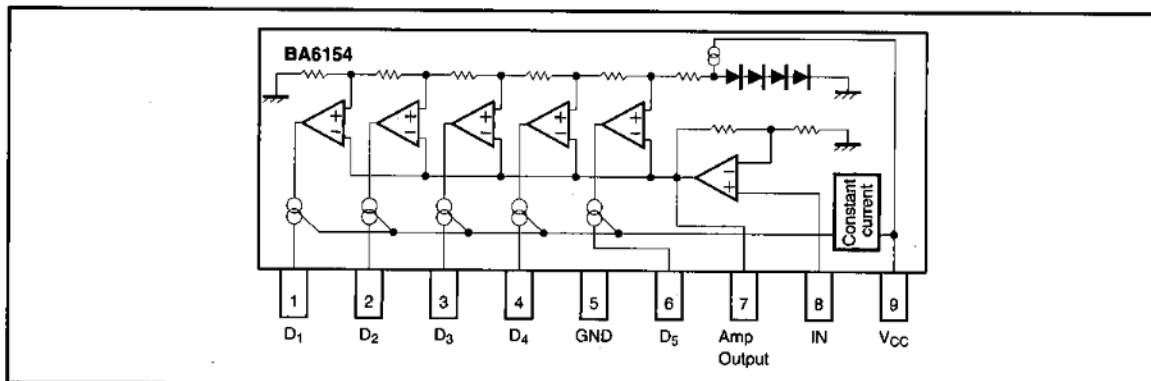 BA6154
+
−
+
−
+
−
+
−
+
−
−
+
Constant
current
1
2
3
4
5
6
7
8
9
D1
D2
D3
D4
GND
D5
Amp
Output
IN
VCC